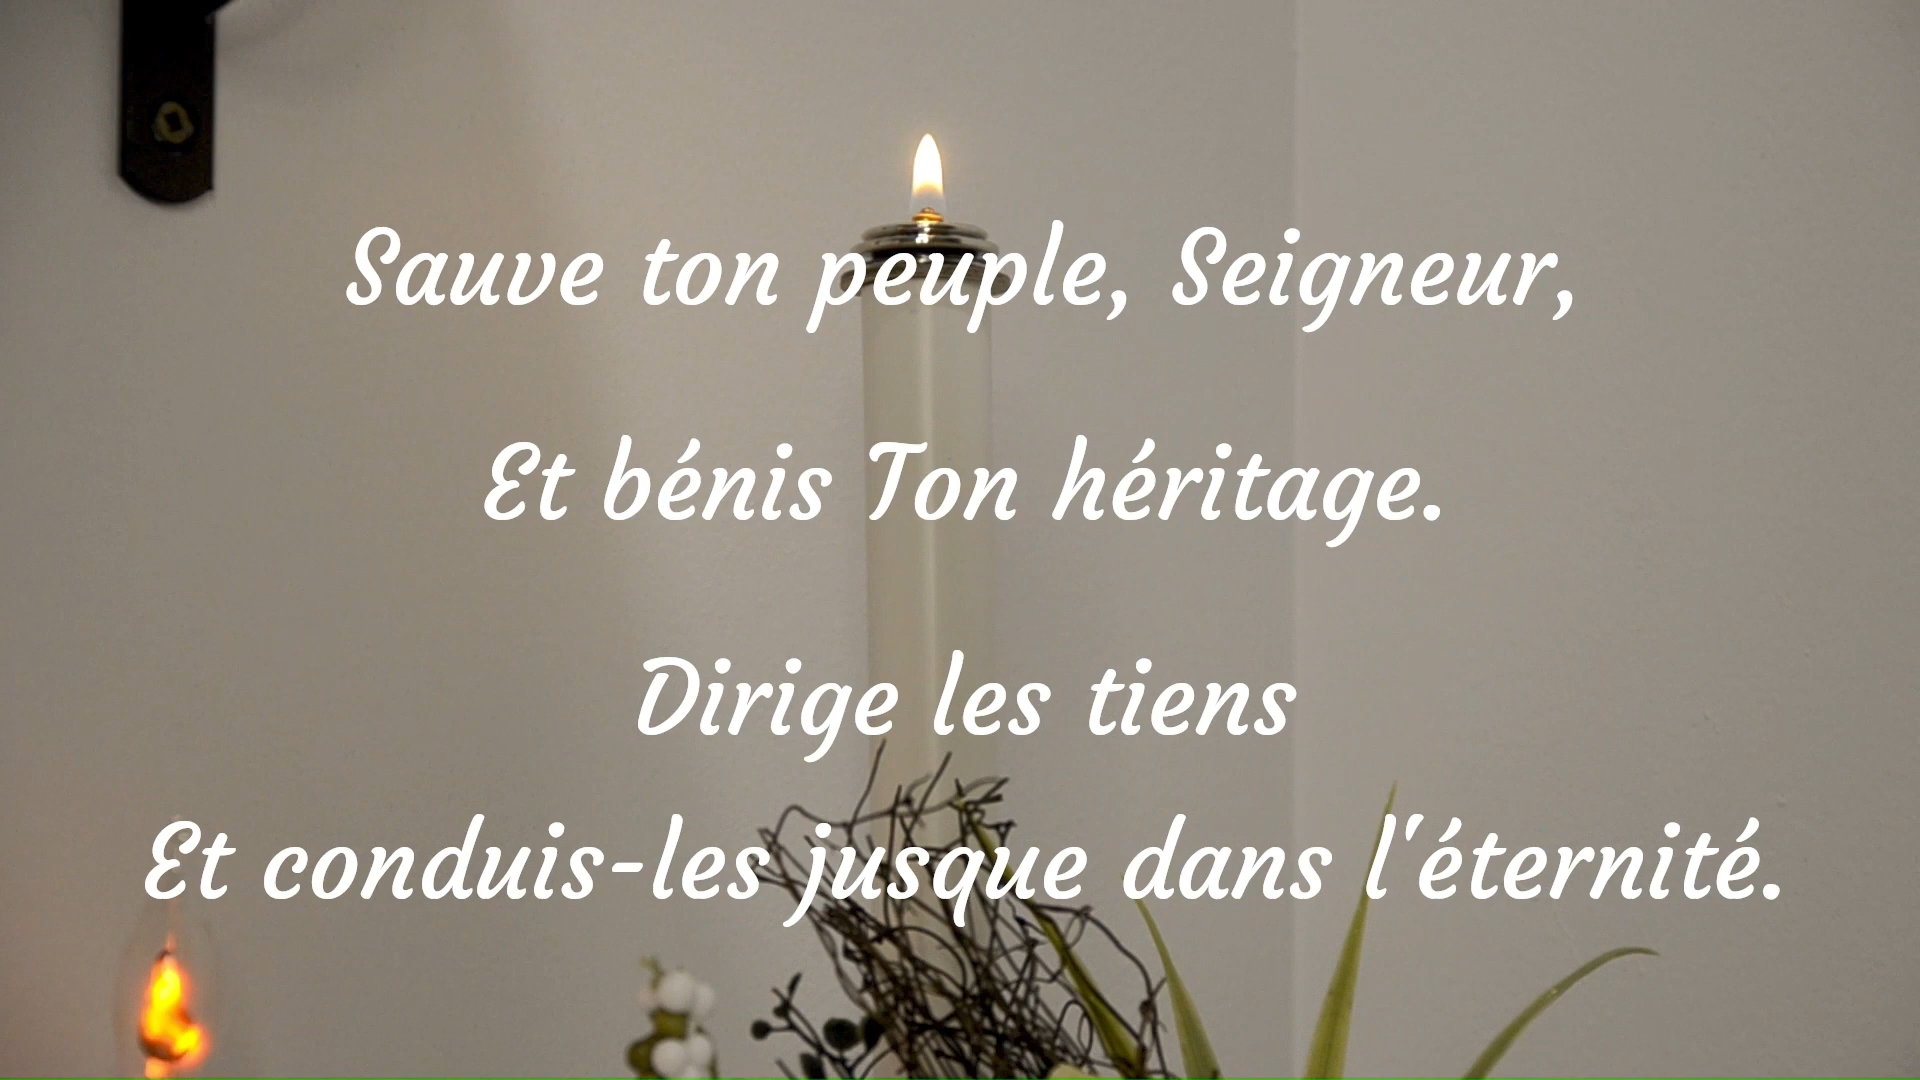 Sauve ton peuple, Seigneur,
Et bénis Ton héritage.
Dirige les tiens
Et conduis-les jusque dans l'éternité.